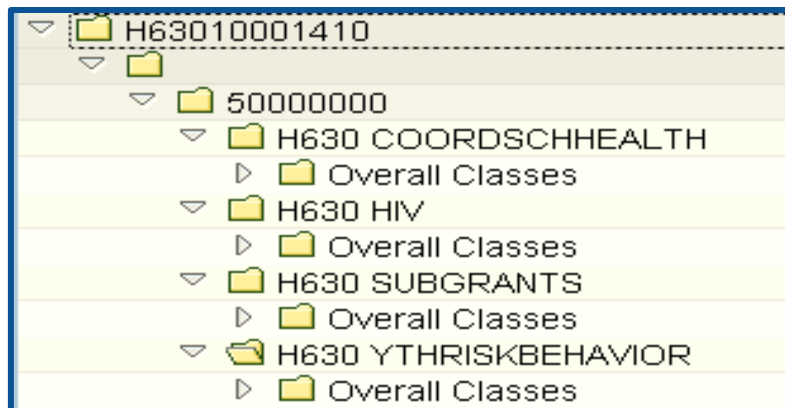 H63010001410
50000000
H630 COORDSCHHEALTH
Overall Classes
H630 HIV
Overall Classes
H630 SUBGRANTS
Overall Classes
H630 YTHRISKBEHAVIOR
Overall Classes